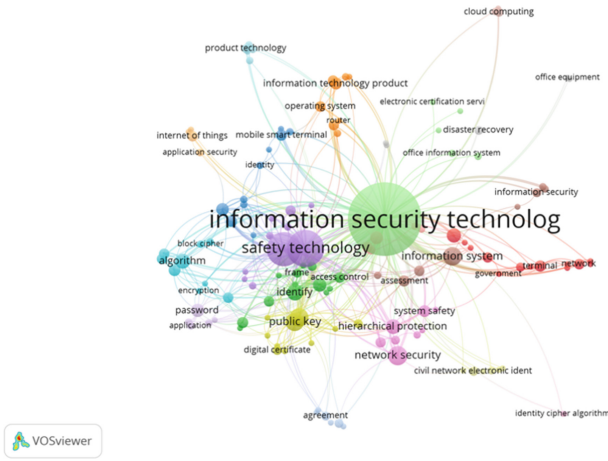 cloud computing
product technology
office equipment
information technology product
electronic certification servi
operating system
router
disaster recovery
internet of things
mobile smart terminal
application security
office information system
identity
information security
information security technolog
block cipher
safety technology
algorithm
information system
terminal
network
frame
access control
government
assessment
encryption
identify
password
system safety
application
public key
hierarchical protection
digital certificate
network security
civil network electronic ident
agreement
identity cipher algorithm
VOSviewer